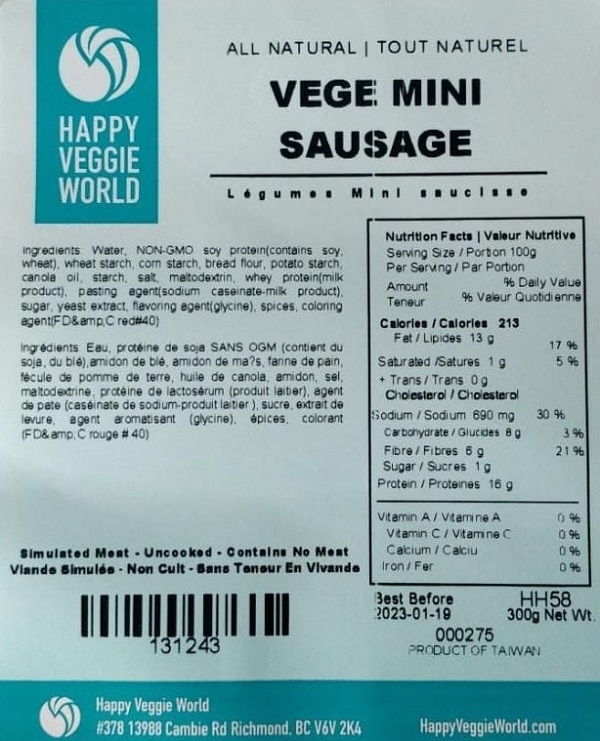 HAPPY
VEGGIE
WORLD
ALL NATURAL | TOUT NATUREL
VEGE MINI
SAUSAGE
Légumes Mini saucisse
Ingredients Water, NON-GMO soy protein(contains soy,
wheat), wheat starch, corn starch, bread flour, potato starch,
canola oil, starch, salt, maltodextrin, whey protein(milk
product), pasting agent(sodium caseinate-milk product),
sugar, yeast extract, flavoring agent(glycine), spices, coloring
agent(FD&amp;C red#40)
Ingrédients Eau, protéine de soja SANS OGM (contient du
soja, du blé),amidon de blé, amidon de ma?s, farine de pain,
fécule de pomme de terre, huile de canola, amidon, sel,
maltodextrine, protéine de lactosérum (produit laitier), agent
de pate (caséinate de sodium-produit laitier), sucre, extrait de
levure, agent aromatisant (glycine), épices, colorant
(FD&amp;C rouge # 40)
Nutrition Facts | Valeur Nutritive
Serving Size / Portion 100g
Per Serving / Par Portion
Amount % Daily Value
Teneur % Valeur Quotidienne
Calories / Calories 213
Fat / Lipides 13 g 17 %
Saturated /Satures 1 g 5 %
+ Trans / Trans 0 g
Cholesterol / Cholesterol
Sodium / Sodium 690 mg 30 %
Carbohydrate / Glucides 8 g 3 %
Fibre / Fibres 6 g 21 %
Sugar / Sucres 1 g
Protein / Proteines 16 g
Vitamin A / Vitamine A 0 %
Vitamin C / Vitamine C 0 %
Calcium / Calciu 0 %
Iron / Fer 0 %
Simulated Meat - Uncooked - Contains No Meat
Viande Simulée - Non Cuit - Sans Teneur En Vivande
131243
Best Before HH58
2023-01-19 300g Net Wt.
000275
PRODUCT OF TAIWAN
Happy Veggie World
#378 13988 Cambie Rd Richmond, BC V6V 2K4
HappyVeggieWorld.com